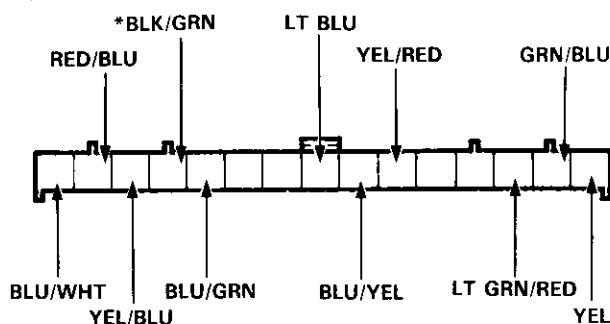 *BLK/GRN LT BLU
RED/BLU YEL/RED GRN/BLU
BLU/WHT BLU/GRN BLU/YEL LT GRN/RED
YEL/BLU YEL